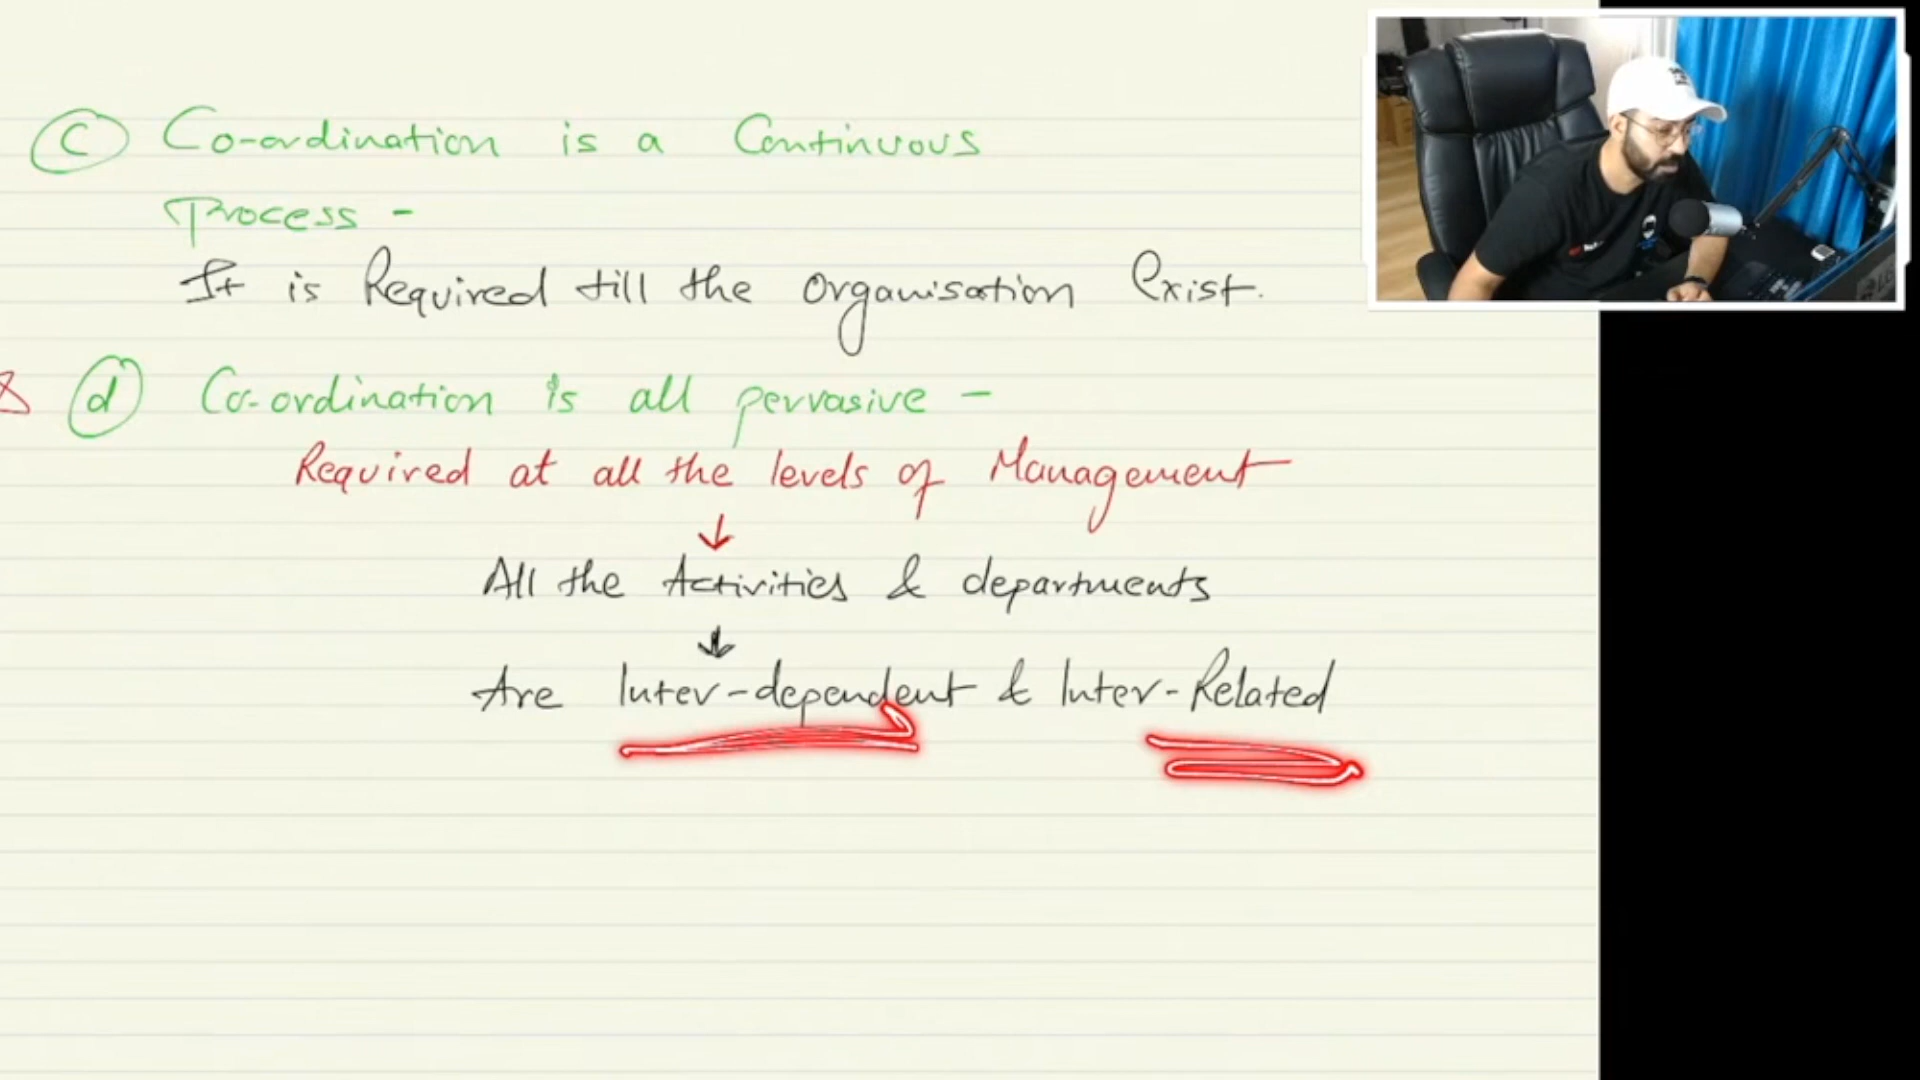 (c) Co-ordination is a Continuous
Process -
It is Required till the organisation Exist.
(d) Co-ordination is all pervasive -
Required at all the levels of Management
↓
All the Activities & departments
↓
Are Inter-dependent & Inter-Related